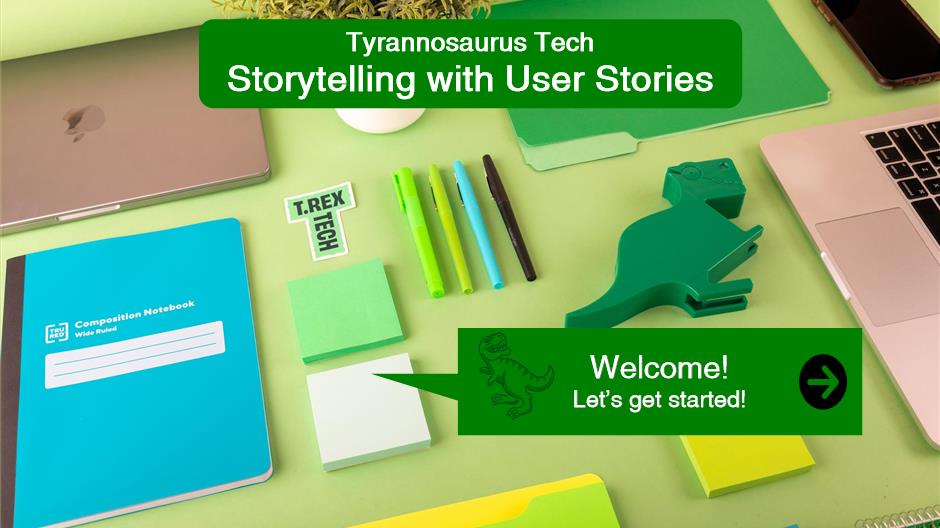 Tyrannosaurus Tech
Storytelling with User Stories
T.REX
TECH
TRU
RED
Composition Notebook
Wide Ruled
Welcome!
Let's get started!